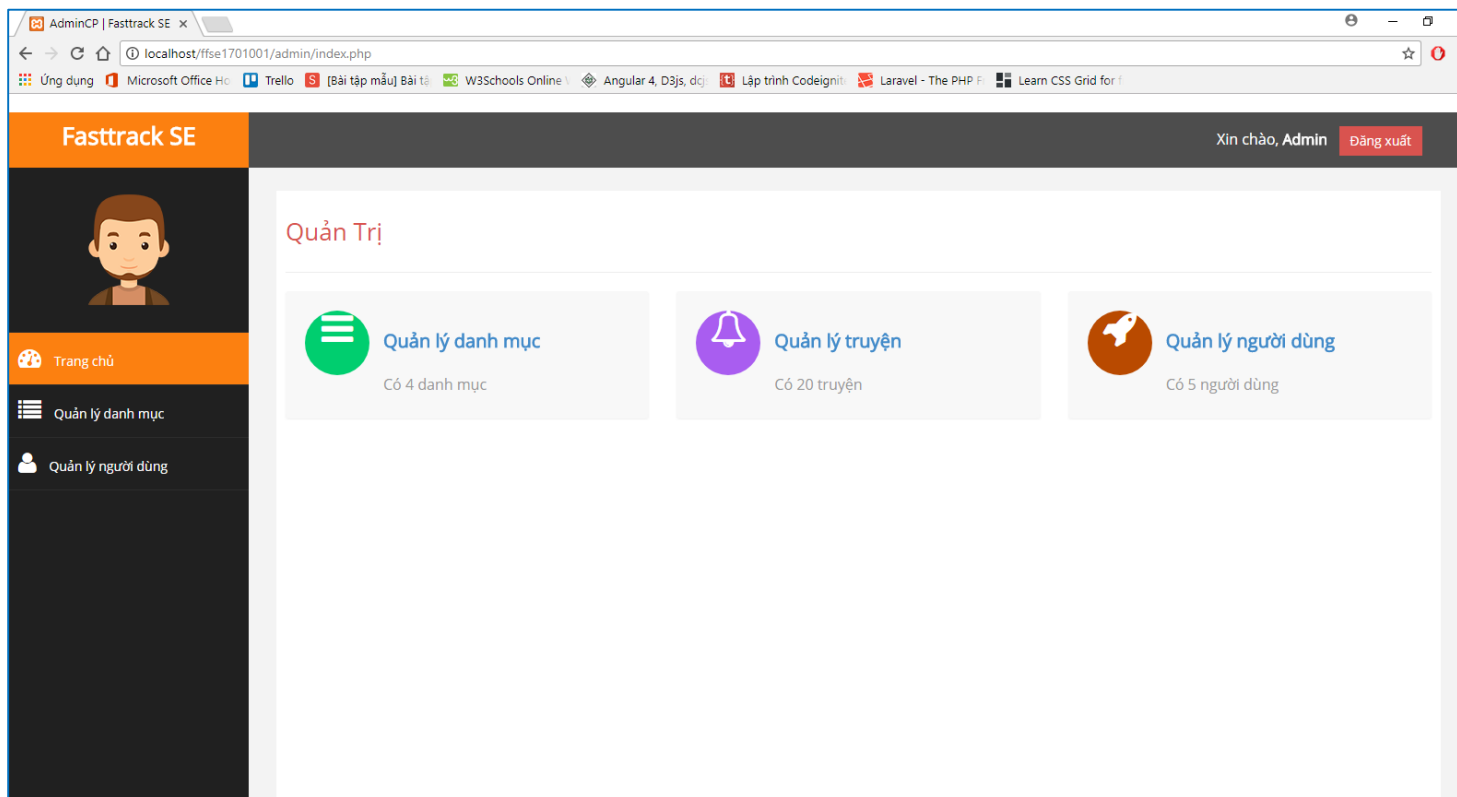 AdminCP | Fasttrack SE
localhost/ffse1701001/admin/index.php
Ứng dụng Microsoft Office Ho Trello [Bài tập mẫu] Bài tậ W3Schools Online Angular 4, D3js, dcj Lập trình Codeignit Laravel - The PHP F Learn CSS Grid for f
Fasttrack SE
Xin chào, Admin Đăng xuất
Quản Trị
Trang chủ
Quản lý danh mục
Quản lý người dùng
Quản lý danh mục
Có 4 danh mục
Quản lý truyện
Có 20 truyện
Quản lý người dùng
Có 5 người dùng